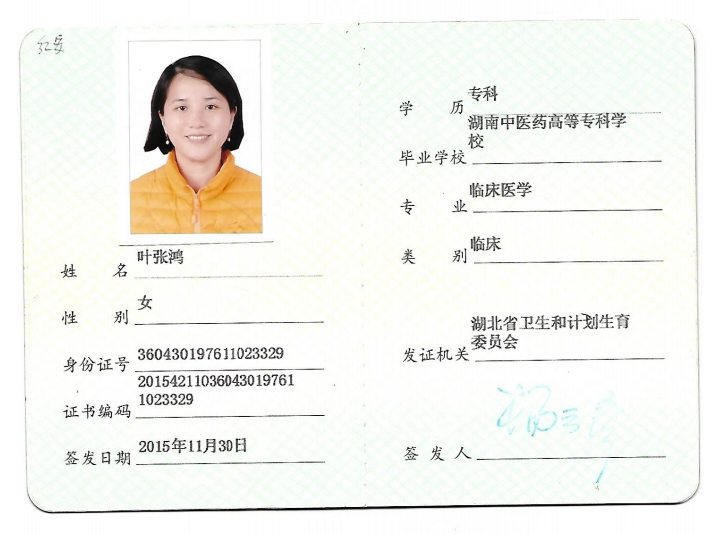 姓名 叶张鸿
性别 女
身份证号 360430197611023329
证书编码 20154211036043019761
1023329
签发日期 2015年11月30日
学历 专科
毕业学校 湖南中医药高等专科学
校
专业 临床医学
类别 临床
发证机关 湖北省卫生和计划生育
委员会
签发人